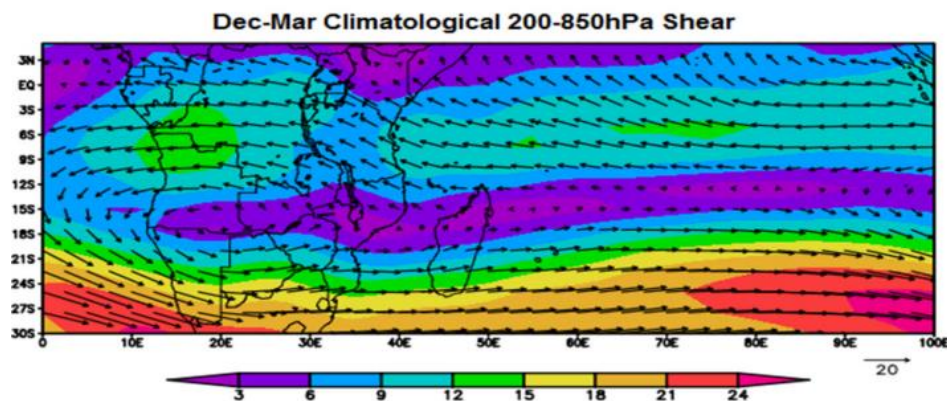 Dec-Mar Climatological 200-850hPa Shear
3N
EQ
3S
6S
9S
12S
15S
18S
21S
24S
27S
30S
0 10E 20E 30E 40E 50E 60E 70E 80E 90E 100E
20
3 6 9 12 15 18 21 24